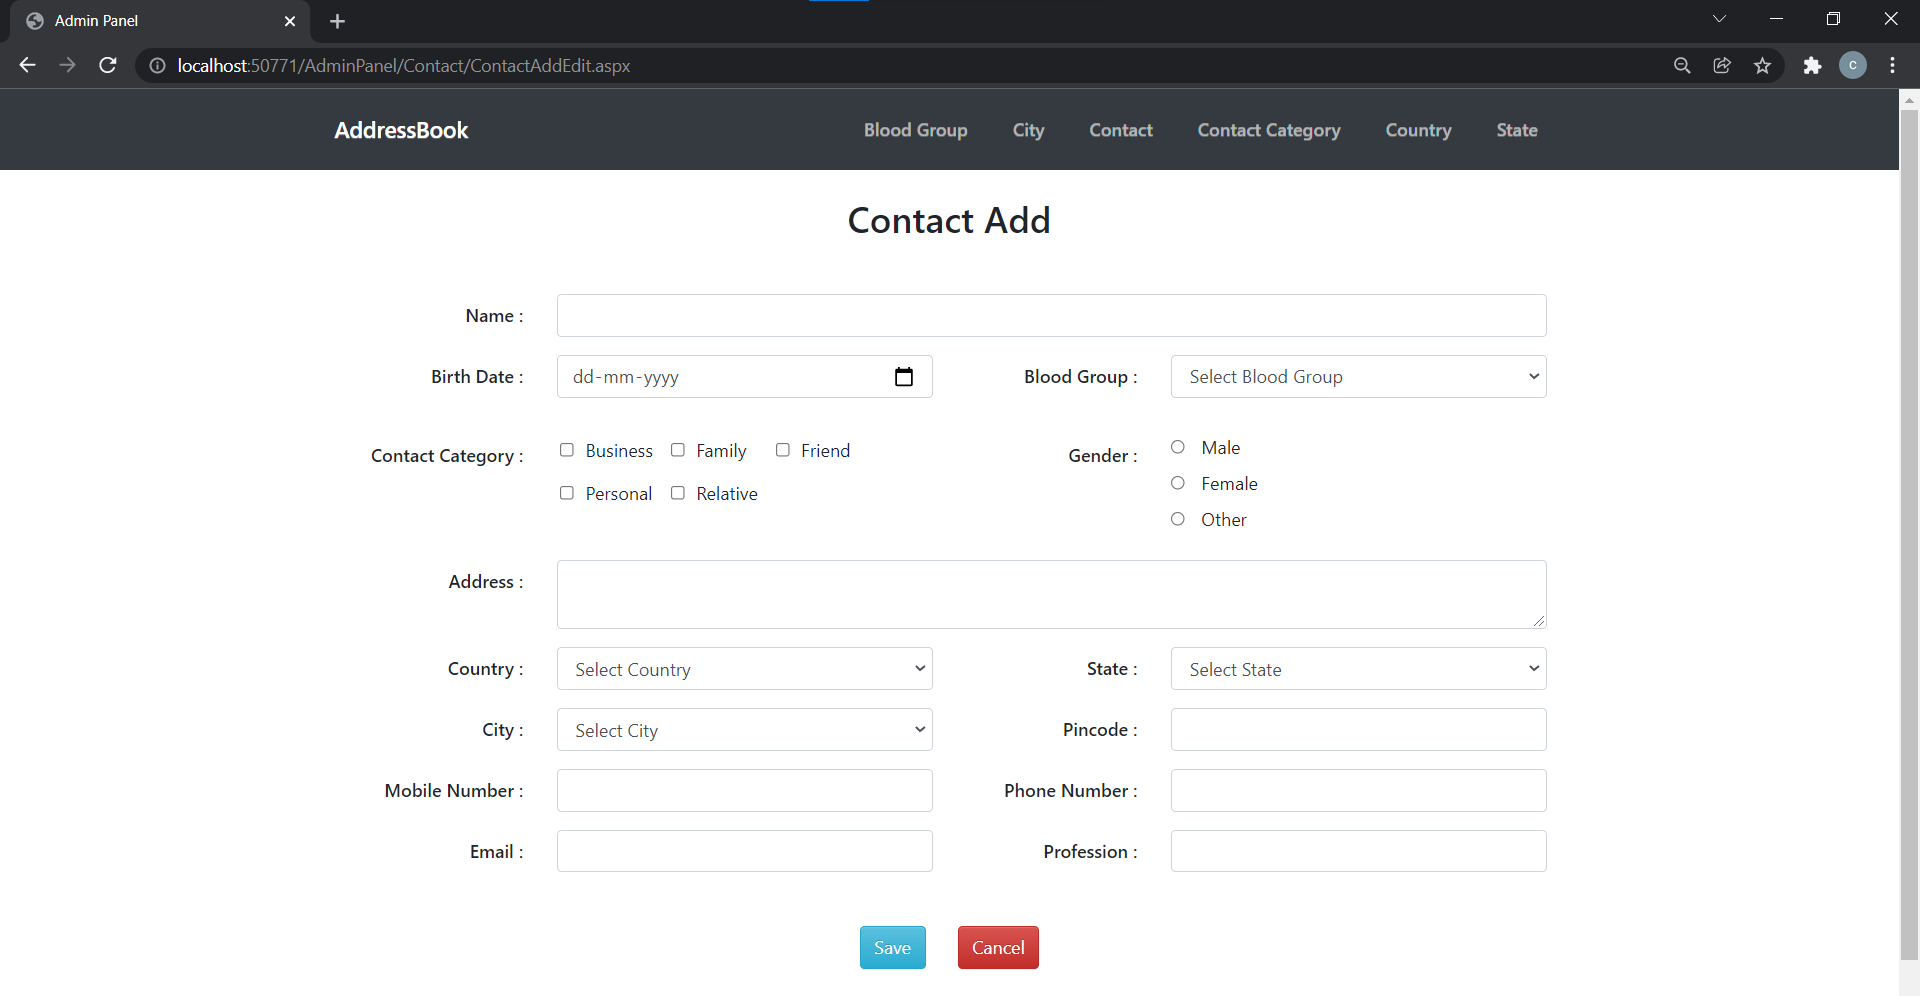 Admin Panel
localhost:50771/AdminPanel/Contact/ContactAddEdit.aspx
C
AddressBook Blood Group City Contact Contact Category Country State
Contact Add
Name :
Birth Date : dd-mm-yyyy Blood Group : Select Blood Group
Contact Category : Business Family Friend Gender : Male
Personal Relative Female
Other
Address :
Country : Select Country State : Select State
City : Select City Pincode :
Mobile Number : Phone Number :
Email : Profession :
Save Cancel